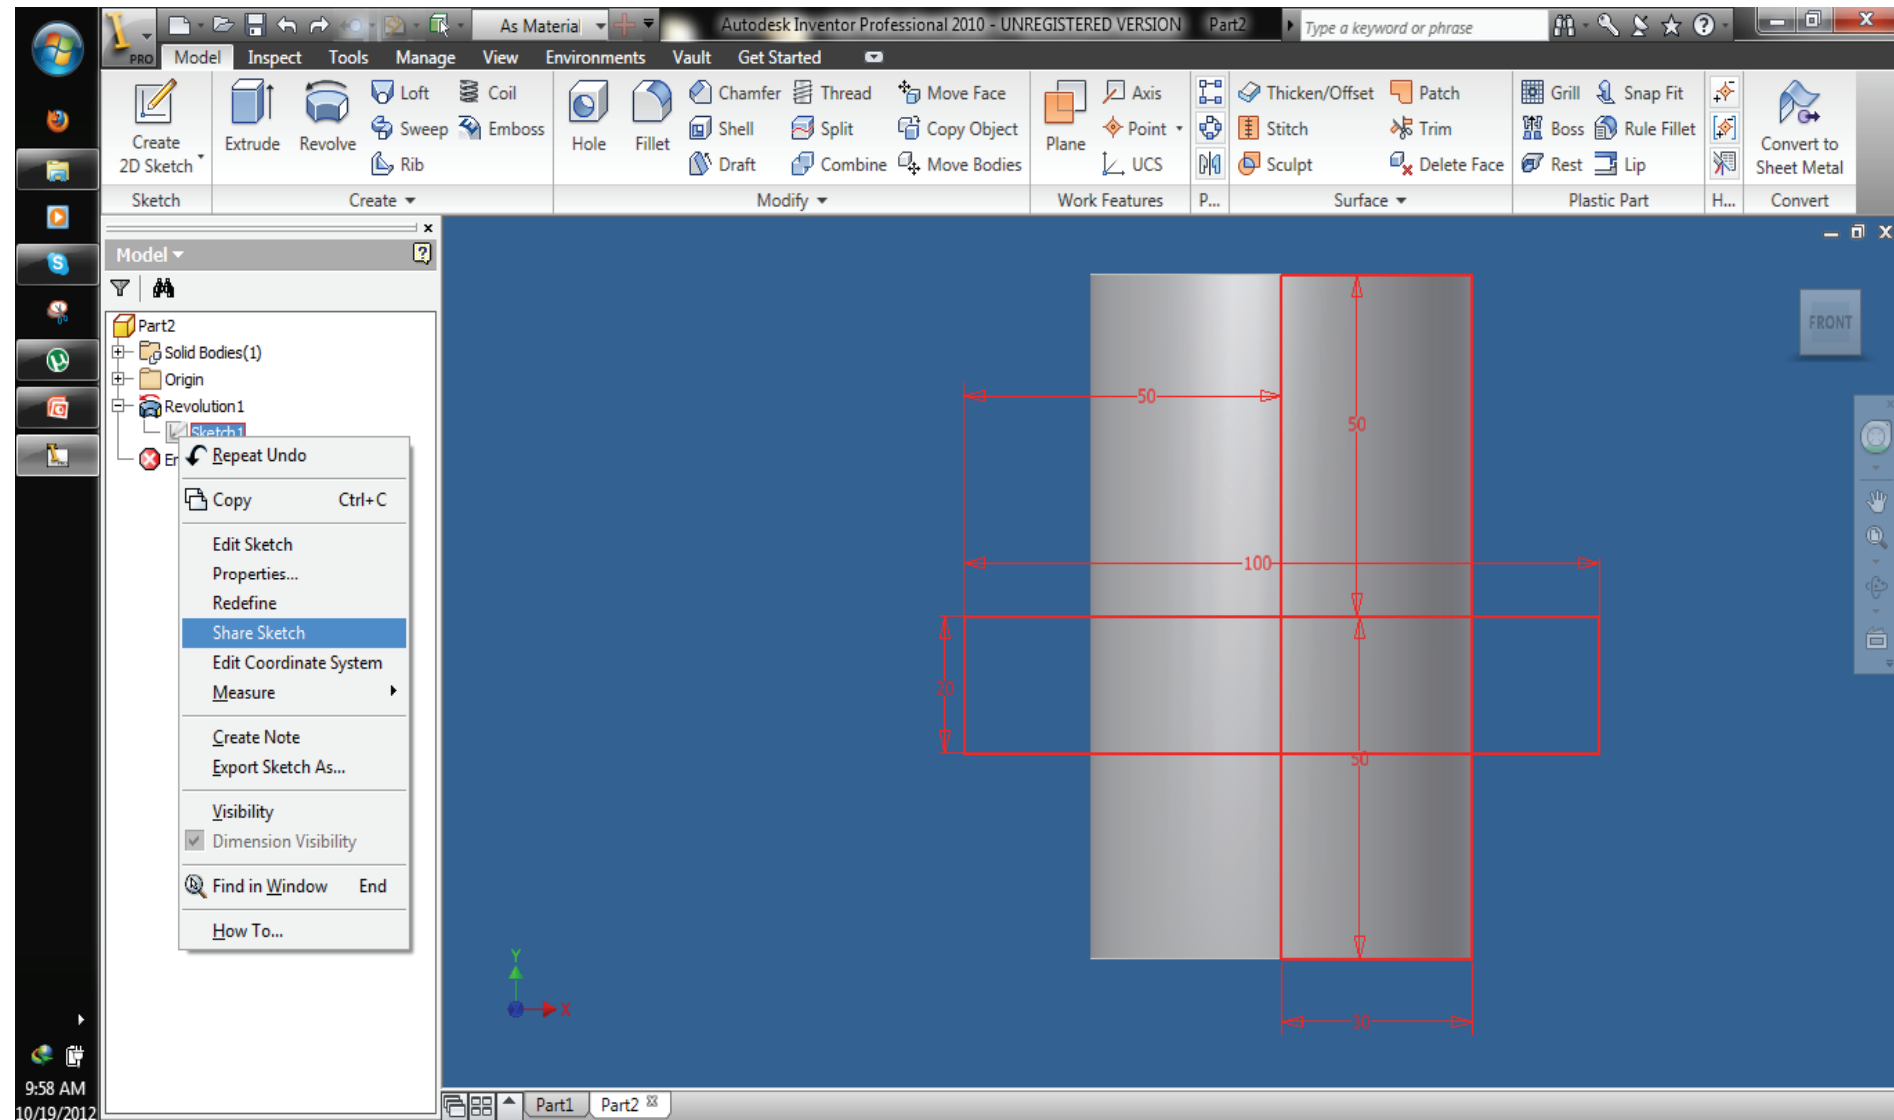 As Material
Autodesk Inventor Professional 2010 - UNREGISTERED VERSION Part2
Type a keyword or phrase
PRO Model Inspect Tools Manage View Environments Vault Get Started
Create 2D Sketch
Extrude
Revolve
Loft
Sweep
Rib
Coil
Emboss
Hole
Fillet
Chamfer
Shell
Draft
Thread
Split
Combine
Move Face
Copy Object
Move Bodies
Plane
Axis
Point
UCS
Thicken/Offset
Stitch
Sculpt
Patch
Trim
Delete Face
Grill
Boss
Rest
Snap Fit
Rule Fillet
Lip
Convert to Sheet Metal
Sketch Create Modify Work Features P... Surface Plastic Part H... Convert
Model
Part2
Solid Bodies(1)
Origin
Revolution1
Sketch1
Er
Repeat Undo
Copy Ctrl+C
Edit Sketch
Properties...
Redefine
Share Sketch
Edit Coordinate System
Measure
Create Note
Export Sketch As...
Visibility
Dimension Visibility
Find in Window End
How To...
FRONT
50
50
100
20
50
30
Y
X
Part1 Part2
9:58 AM
10/19/2012